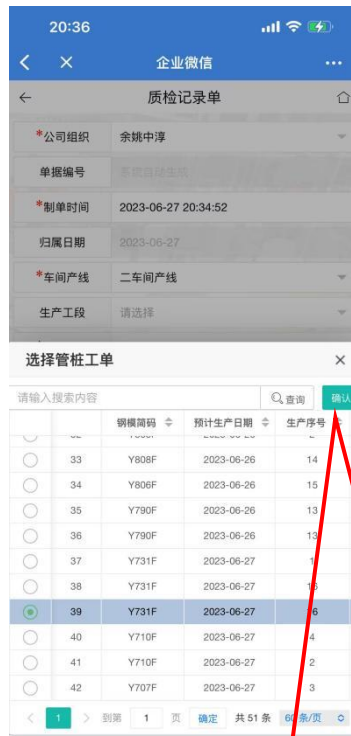 20:36
企业微信
质检记录单
*公司组织 余姚中淳
单据编号
*制单时间 2023-06-27 20:34:52
归属日期 2023-06-27
*车间产线 二车间产线
生产工段 请选择
选择管桩工单
请输入搜索内容 查询 确认
钢模简码 预计生产日期 生产序号
33 Y808F 2023-06-26 14
34 Y806F 2023-06-26 15
35 Y790F 2023-06-26 13
36 Y790F 2023-06-26 13
37 Y731F 2023-06-27
38 Y731F 2023-06-27
39 Y731F 2023-06-27
40 Y710F 2023-06-27 4
41 Y710F 2023-06-27 2
42 Y707F 2023-06-27 3
1 到第 1 页 确定 共 51 条 60 条/页